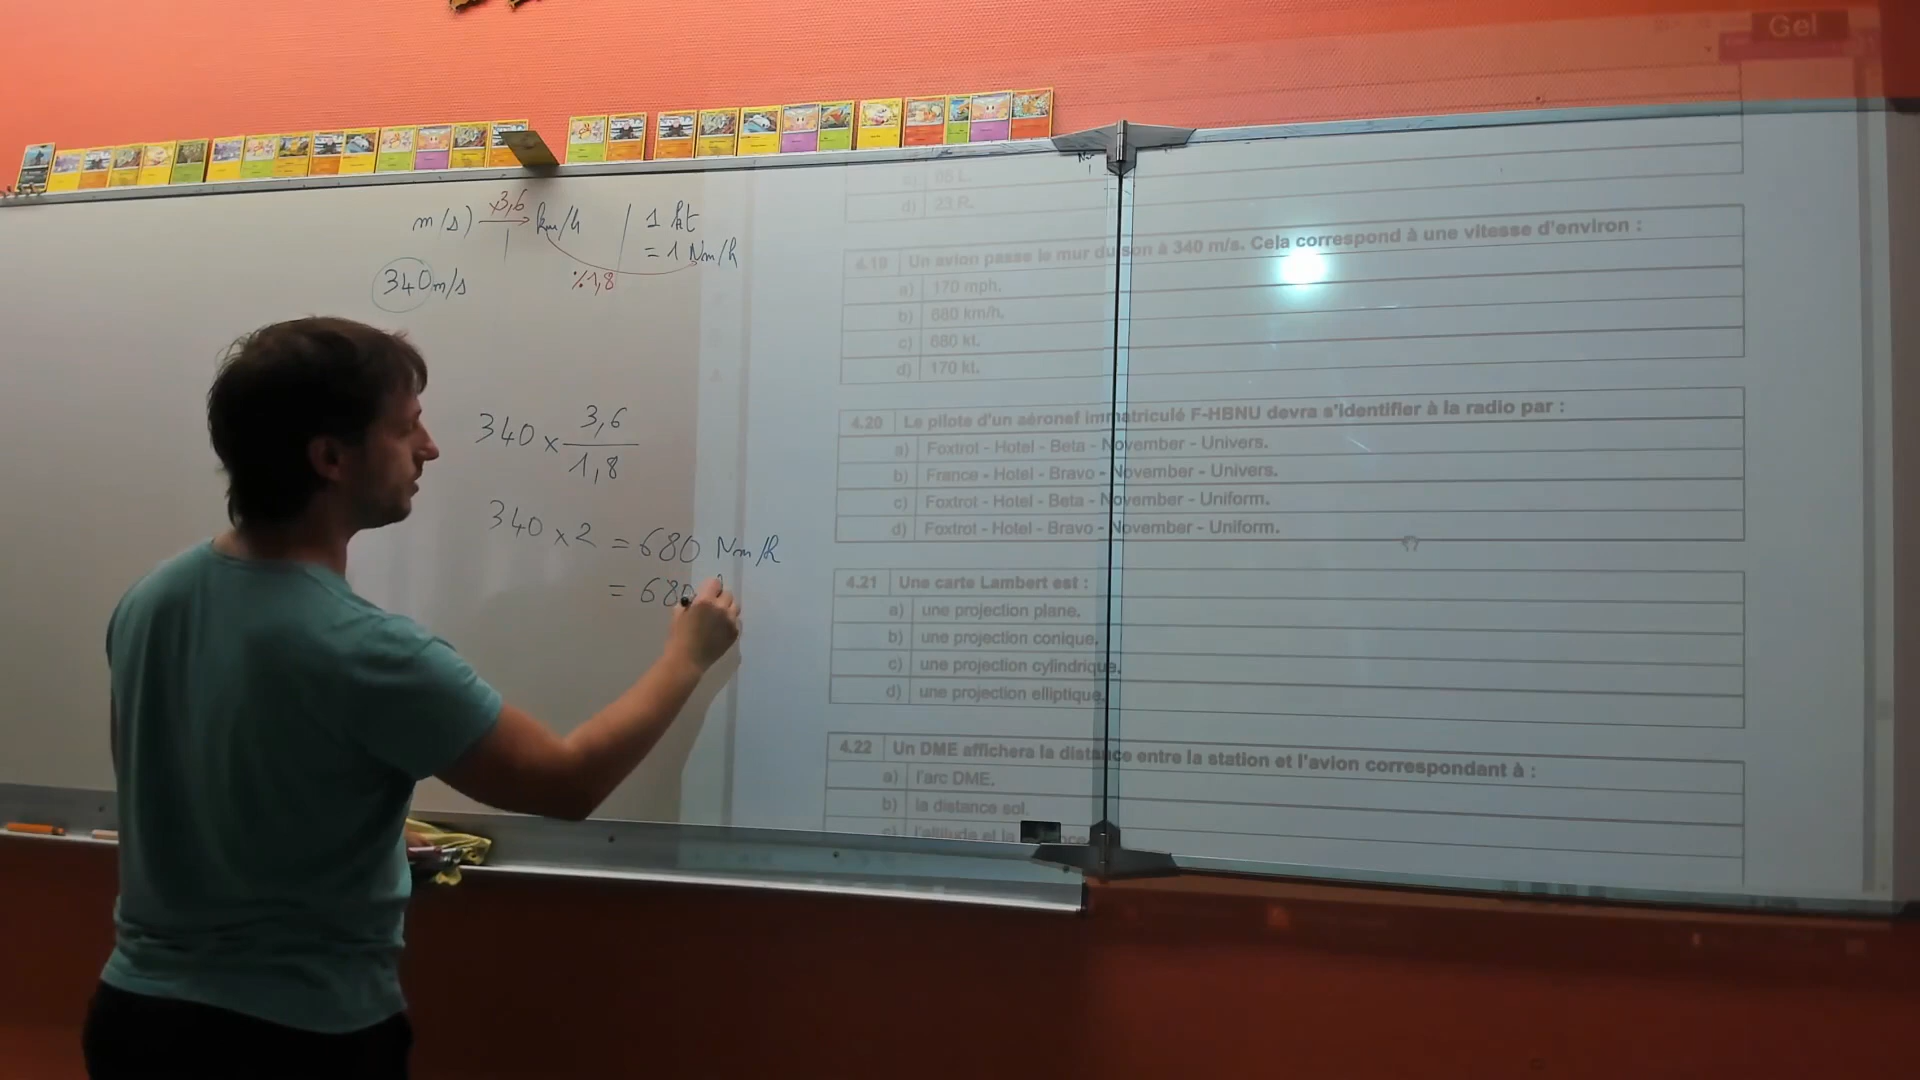 Gel
m/s) ×3,6 km/h | 1 kt
= 1 Nm/h
340 m/s
٪ 1,8
340 × 3,6
1,8
340 × 2 = 680 Nm/h
= 680
d) 23 R.
4.19 Un avion passe le mur du son à 340 m/s. Cela correspond à une vitesse d'environ :
a) 170 mph.
b) 680 km/h.
c) 680 kt.
d) 170 kt.
4.20 Le pilote d'un aéronef immatriculé F-HBNU devra s'identifier à la radio par :
a) Foxtrot - Hotel - Beta - November - Univers.
b) France - Hotel - Bravo - November - Univers.
c) Foxtrot - Hotel - Beta - November - Uniform.
d) Foxtrot - Hotel - Bravo - November - Uniform.
4.21 Une carte Lambert est :
a) une projection plane.
b) une projection conique.
c) une projection cylindrique.
d) une projection elliptique.
4.22 Un DME affichera la distance entre la station et l'avion correspondant à :
a) l'arc DME.
b) la distance sol.
c) l'altitude et la